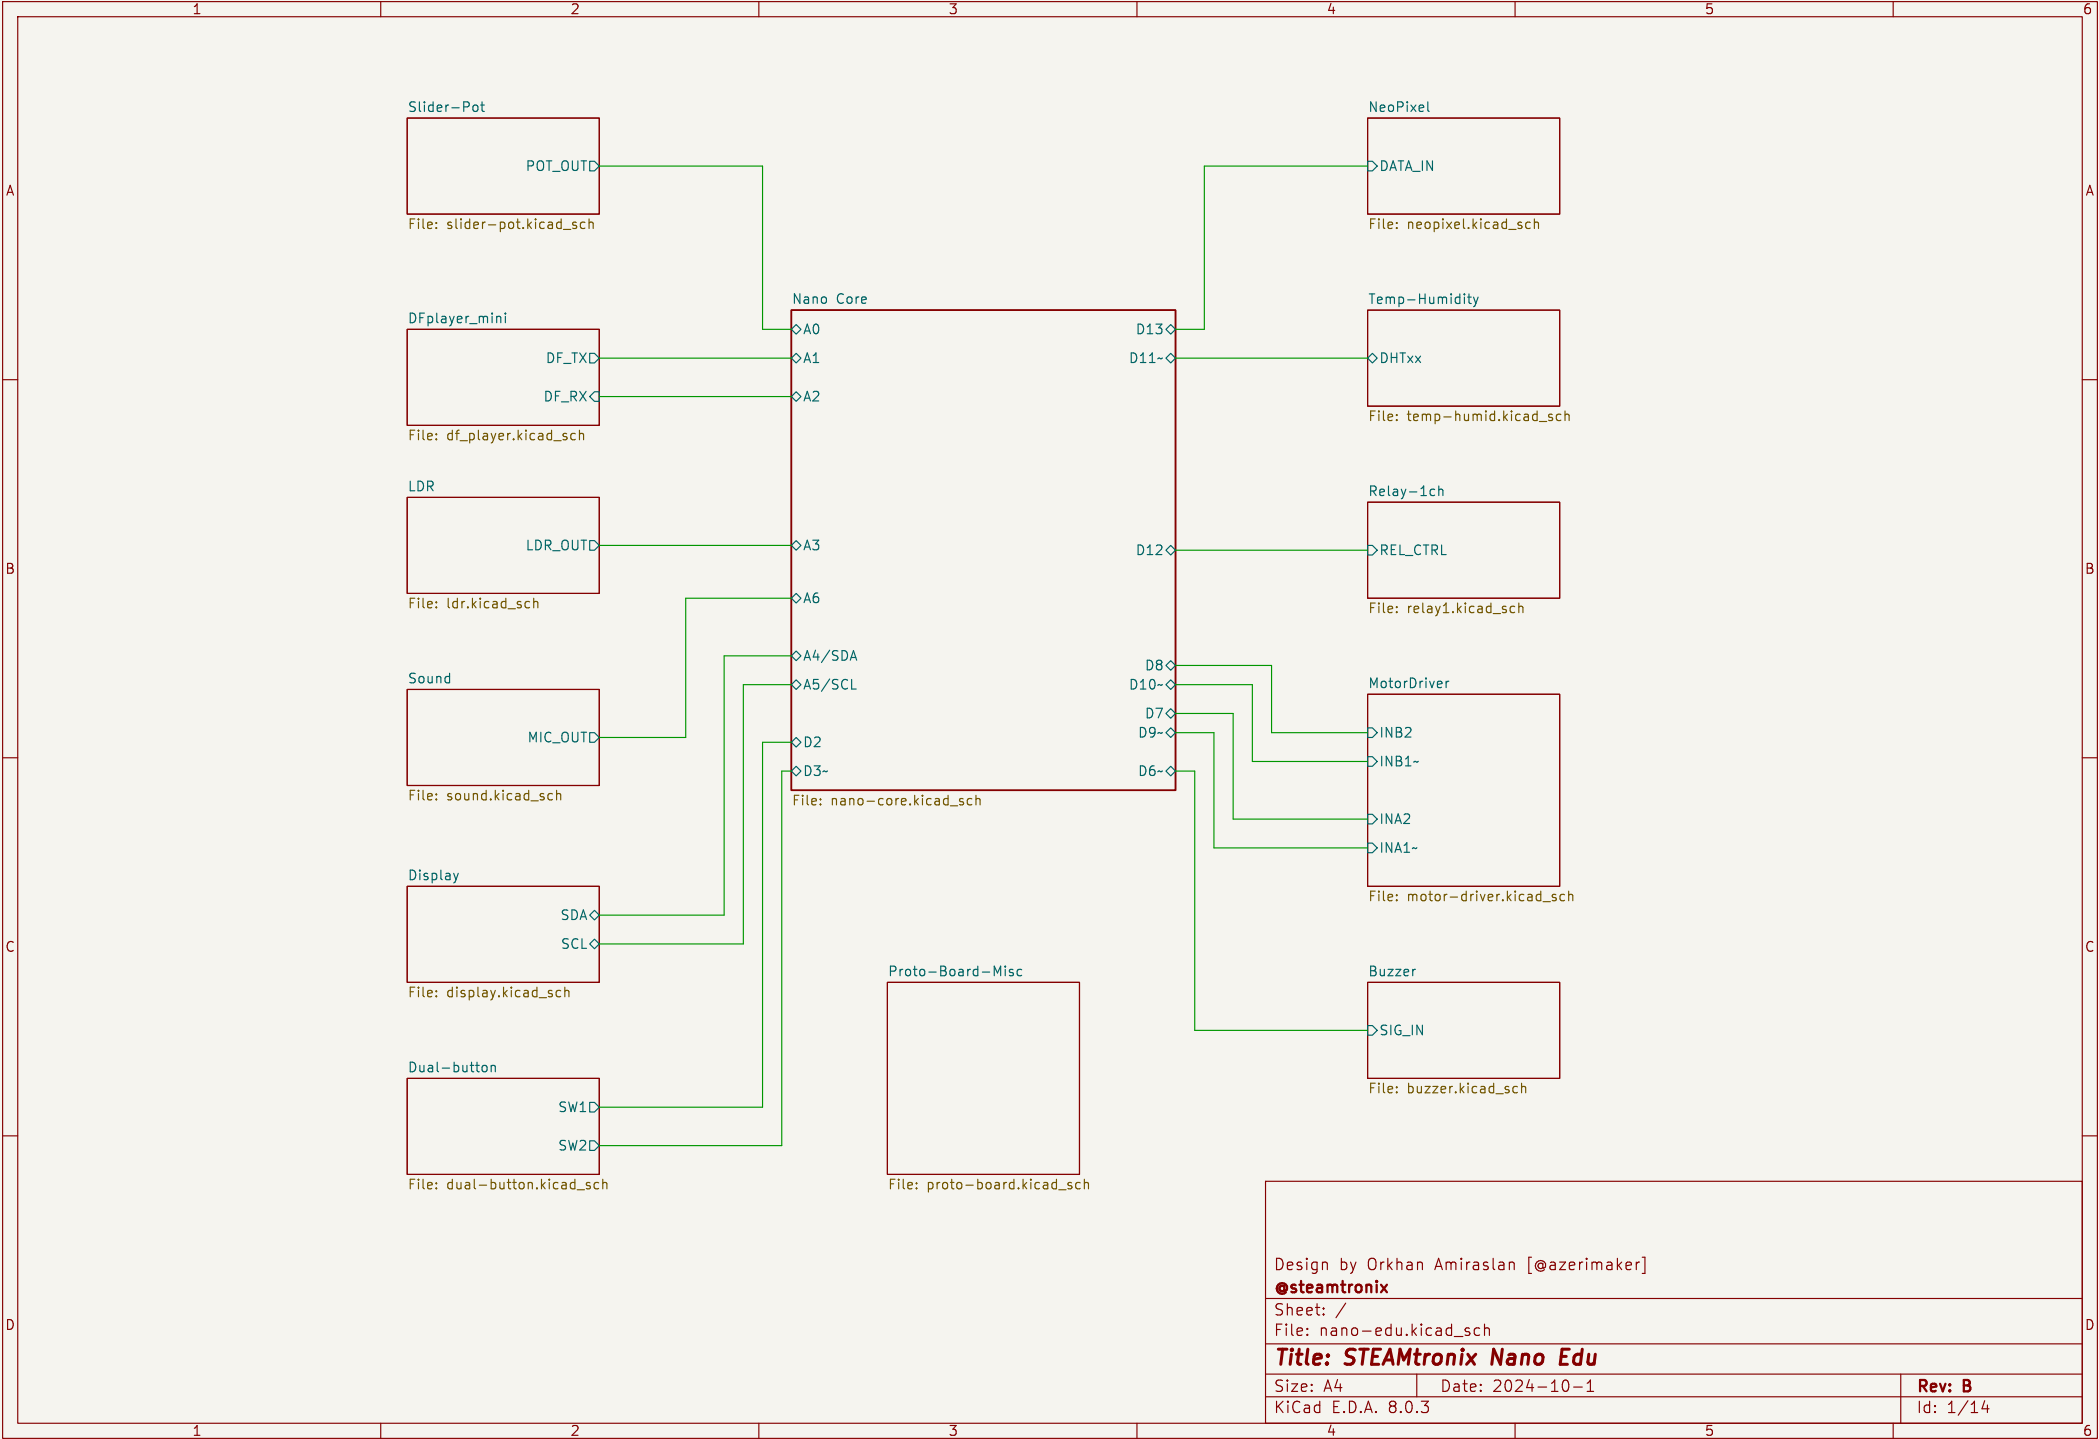 1 2 3 4 5 6
A
B
C
D
A
B
C
D
1 2 3 4 5 6
Slider-Pot
POT_OUT
File: slider-pot.kicad_sch
DFplayer_mini
DF_TX
DF_RX
File: df_player.kicad_sch
LDR
LDR_OUT
File: ldr.kicad_sch
Sound
MIC_OUT
File: sound.kicad_sch
Display
SDA
SCL
File: display.kicad_sch
Dual-button
SW1
SW2
File: dual-button.kicad_sch
Nano Core
A0
A1
A2
A3
A6
A4/SDA
A5/SCL
D2
D3~
D13
D11~
D12
D8
D10~
D7
D9~
D6~
File: nano-core.kicad_sch
Proto-Board-Misc
File: proto-board.kicad_sch
NeoPixel
DATA_IN
File: neopixel.kicad_sch
Temp-Humidity
DHTxx
File: temp-humid.kicad_sch
Relay-1ch
REL_CTRL
File: relay1.kicad_sch
MotorDriver
INB2
INB1~
INA2
INA1~
File: motor-driver.kicad_sch
Buzzer
SIG_IN
File: buzzer.kicad_sch
Design by Orkhan Amiraslan [@azerimaker]
@steamtronix
Sheet: /
File: nano-edu.kicad_sch
Title: STEAMtronix Nano Edu
Size: A4 Date: 2024-10-1 Rev: B
KiCad E.D.A. 8.0.3 Id: 1/14